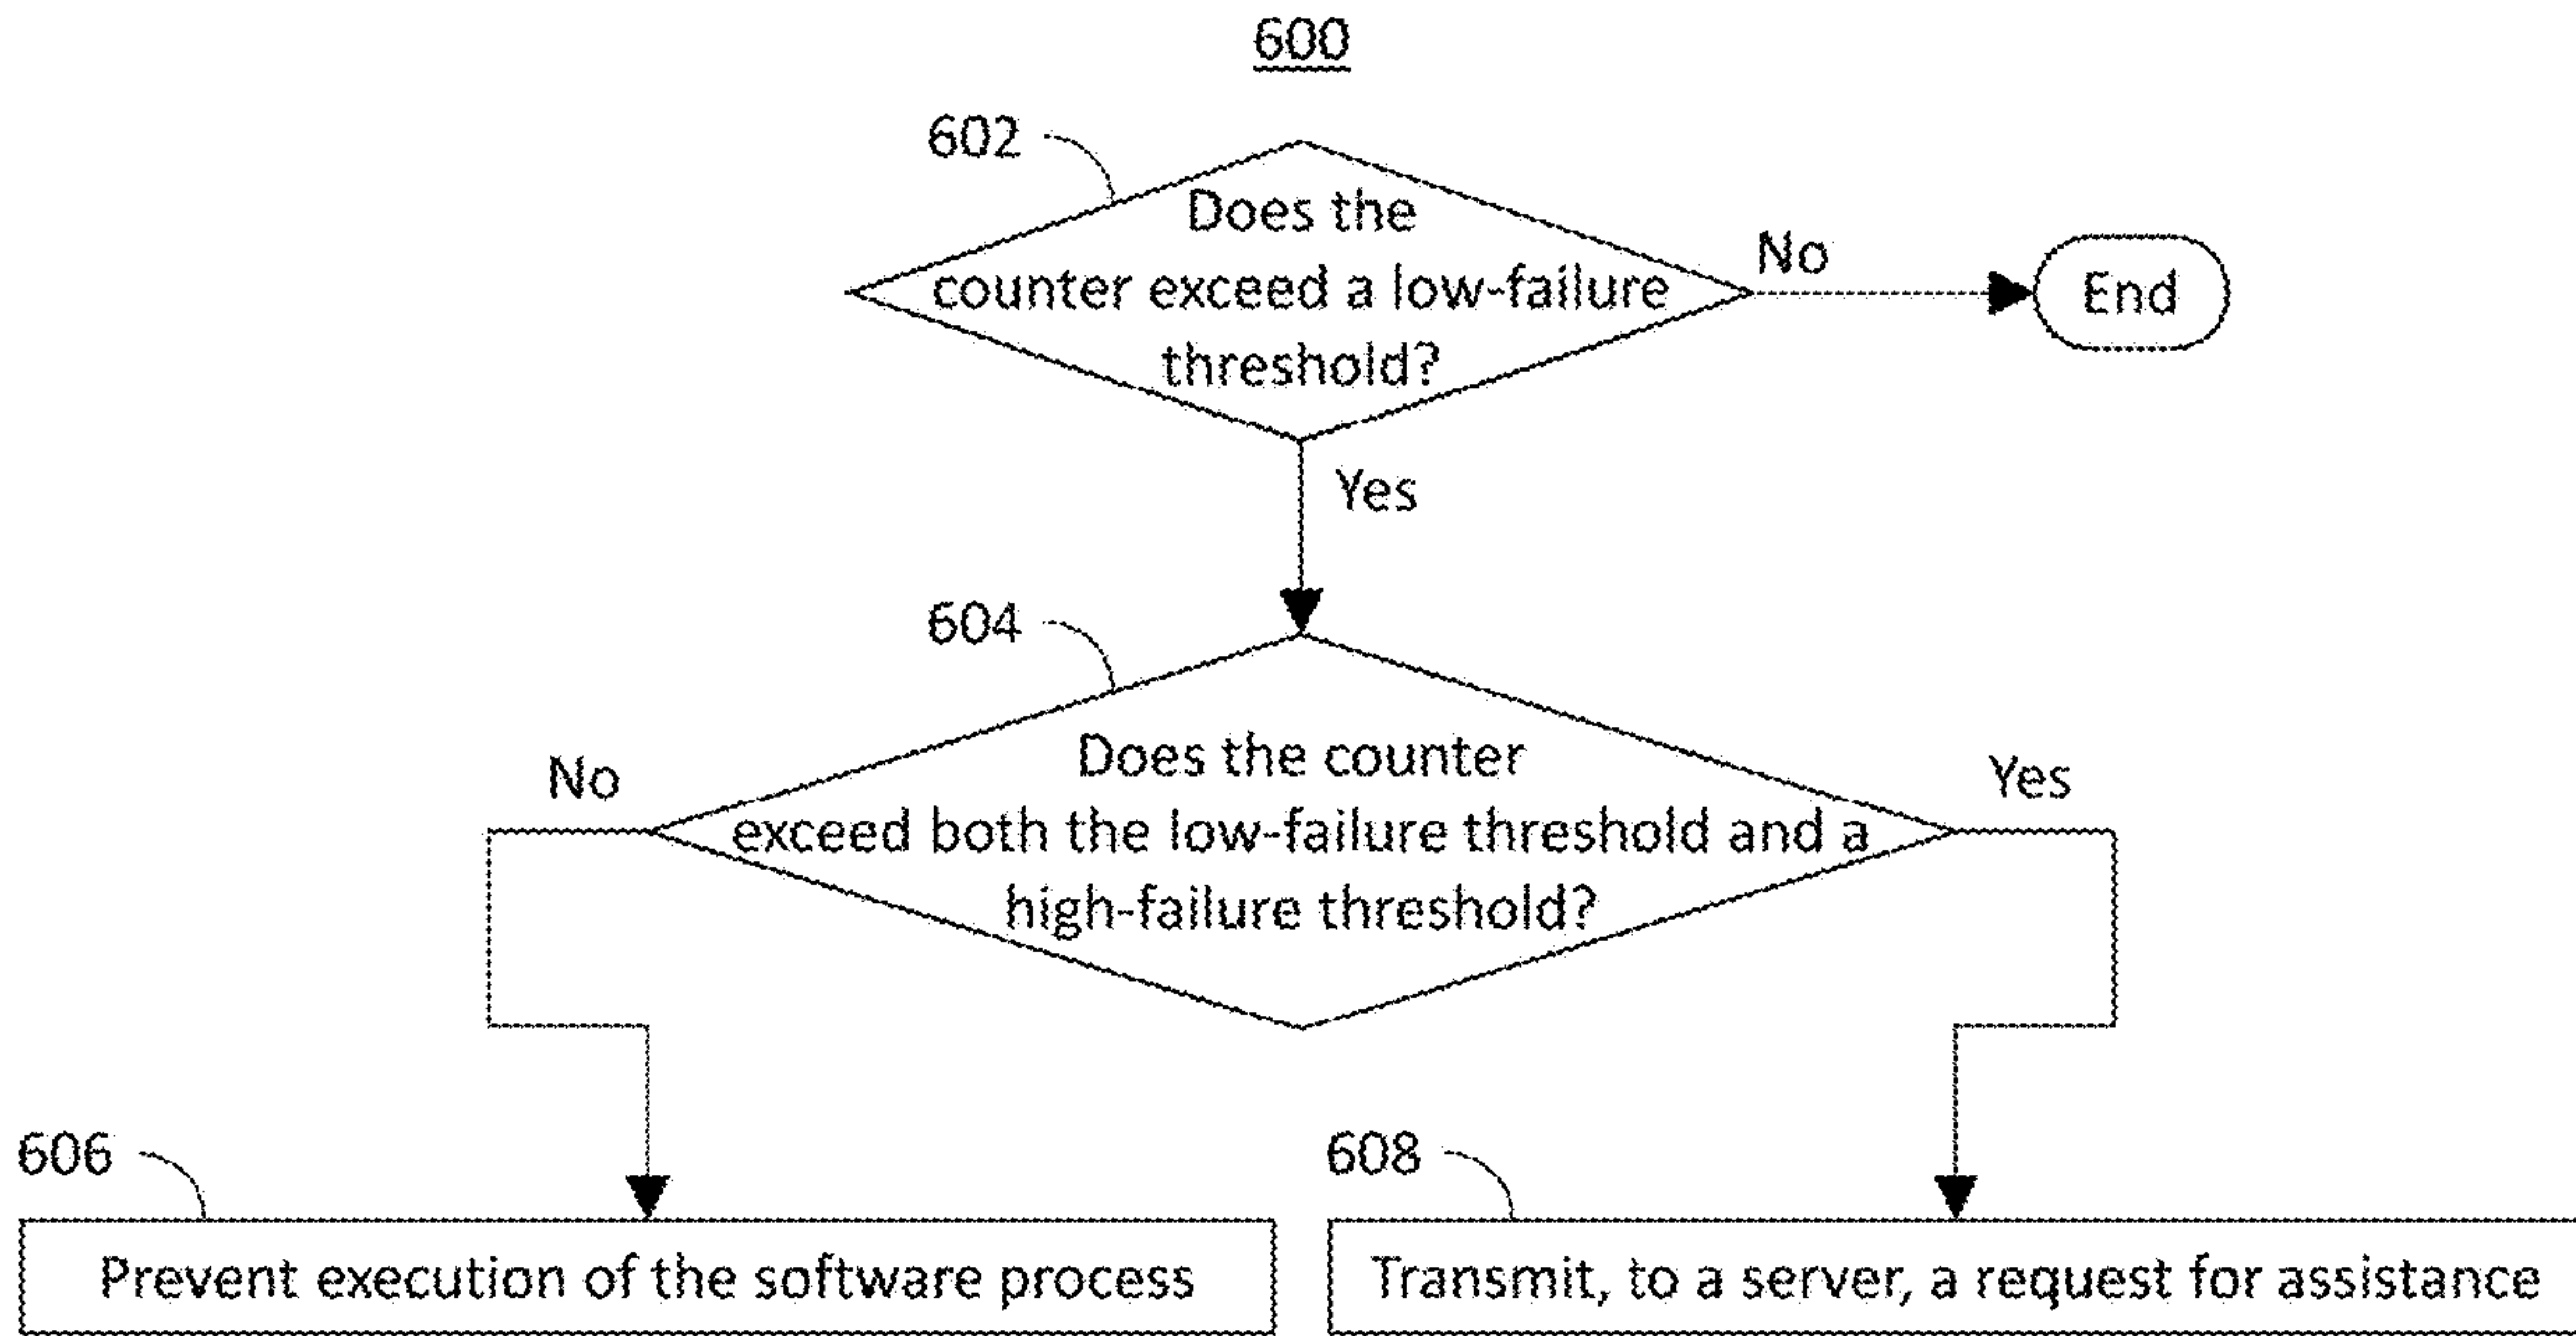 600
602
Does the
counter exceed a low-failure
threshold?
No
End
Yes
604
Does the counter
exceed both the low-failure threshold and a
high-failure threshold?
No
Yes
606
Prevent execution of the software process
608
Transmit, to a server, a request for assistance